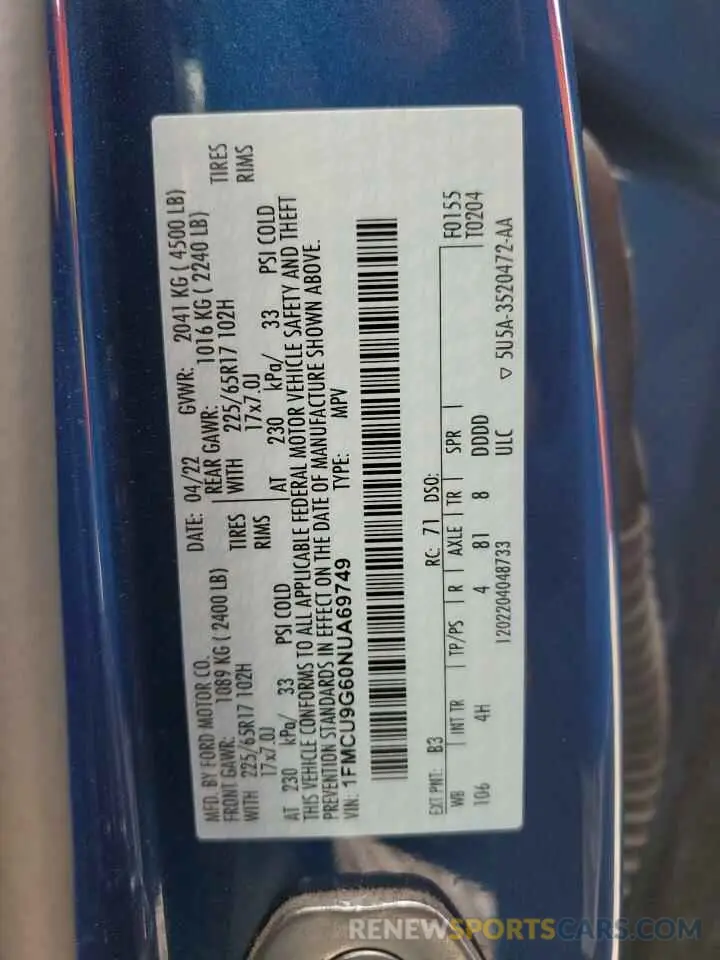 MFD. BY FORD MOTOR CO.
DATE: 04/22 GVWR: 2041 KG ( 4500 LB)
FRONT GAWR: 1089 KG ( 2400 LB) REAR GAWR: 1016 KG ( 2240 LB)
WITH 225/65R17 102H TIRES WITH 225/65R17 102H TIRES
17x7.0J RIMS 17x7.0J RIMS
AT 230 kPa/ 33 PSI COLD AT 230 kPa/ 33 PSI COLD
THIS VEHICLE CONFORMS TO ALL APPLICABLE FEDERAL MOTOR VEHICLE SAFETY AND THEFT
PREVENTION STANDARDS IN EFFECT ON THE DATE OF MANUFACTURE SHOWN ABOVE.
VIN: 1FMCU9G60NUA69749 TYPE: MPV
EXT PNT: B3 RC: 71 DSO: F0155
WB INT TR TP/PS R AXLE TR SPR T0204
106 4H 4 81 8 DDDD
1202204048733 ULC ▽ 5U5A-3520472-AA
RENEWSPORTSCARS.COM